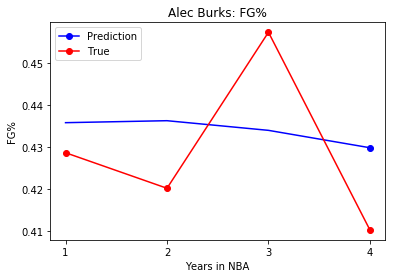 Alec Burks: FG%
Prediction
True
FG%
0.45
0.44
0.43
0.42
0.41
1 2 3 4
Years in NBA